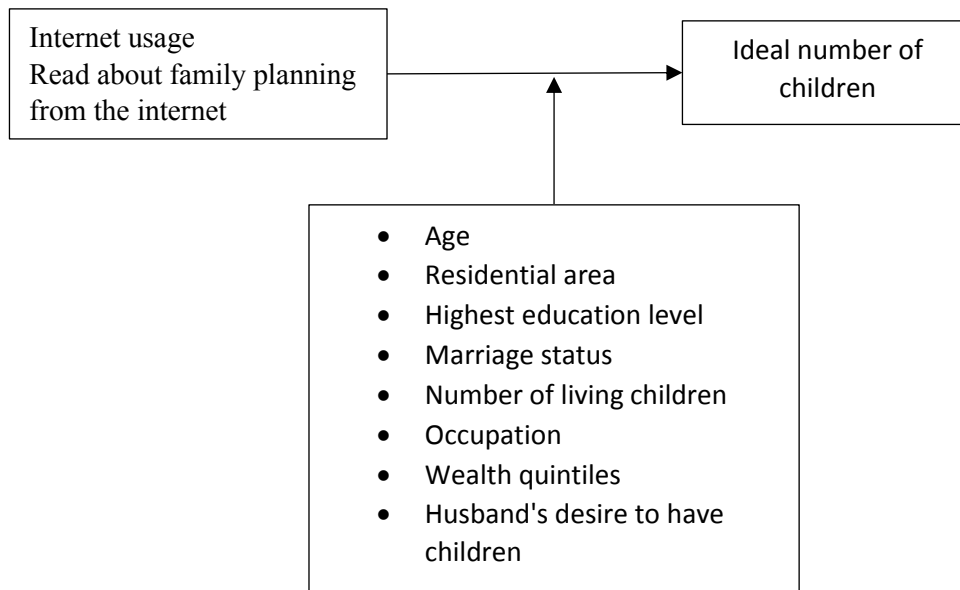 Internet usage
Read about family planning
from the internet
Ideal number of
children
• Age
• Residential area
• Highest education level
• Marriage status
• Number of living children
• Occupation
• Wealth quintiles
• Husband's desire to have
children